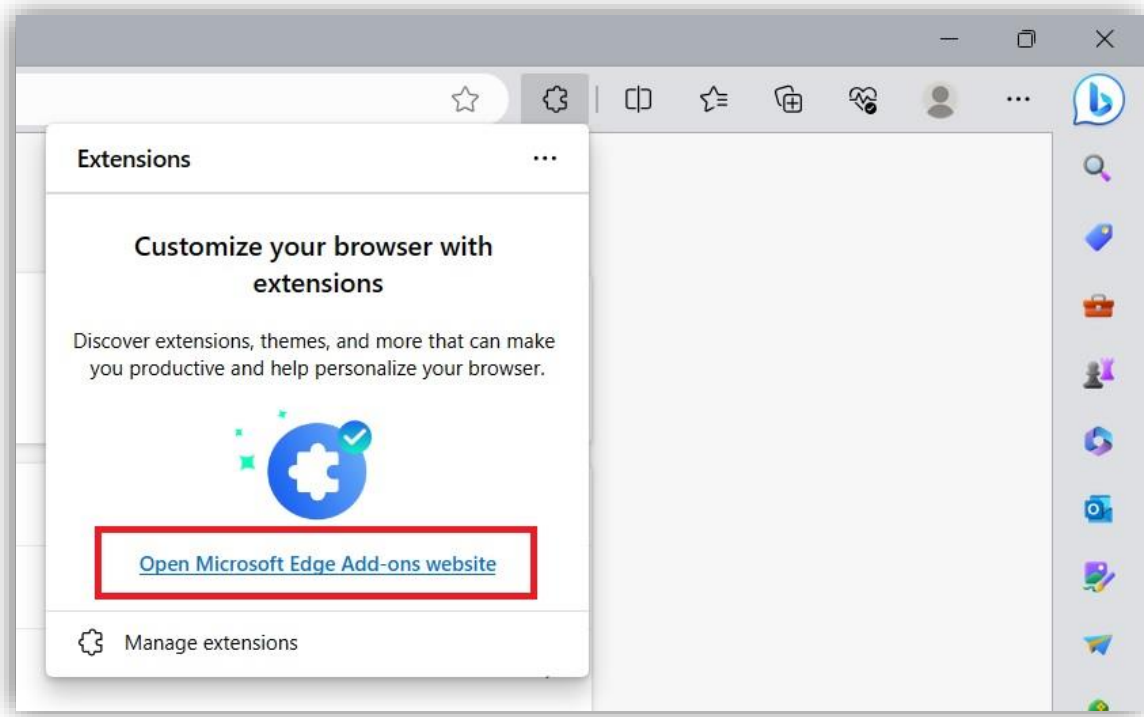 Extensions
Customize your browser with
extensions
Discover extensions, themes, and more that can make
you productive and help personalize your browser.
Open Microsoft Edge Add-ons website
Manage extensions